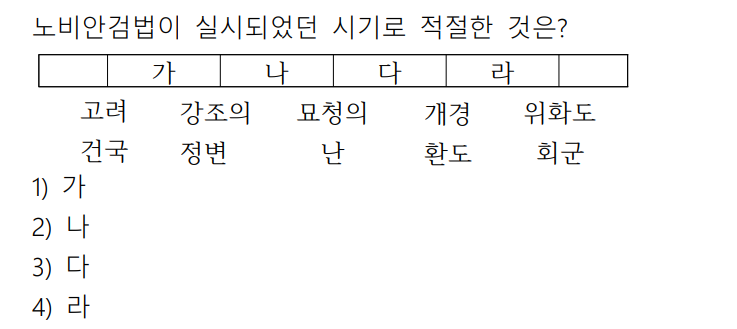 노비안검법이 실시되었던 시기로 적절한 것은?
가 나 다 라
고려 강조의 묘청의 개경 위화도
건국 정변 난 환도 회군
1) 가
2) 나
3) 다
4) 라